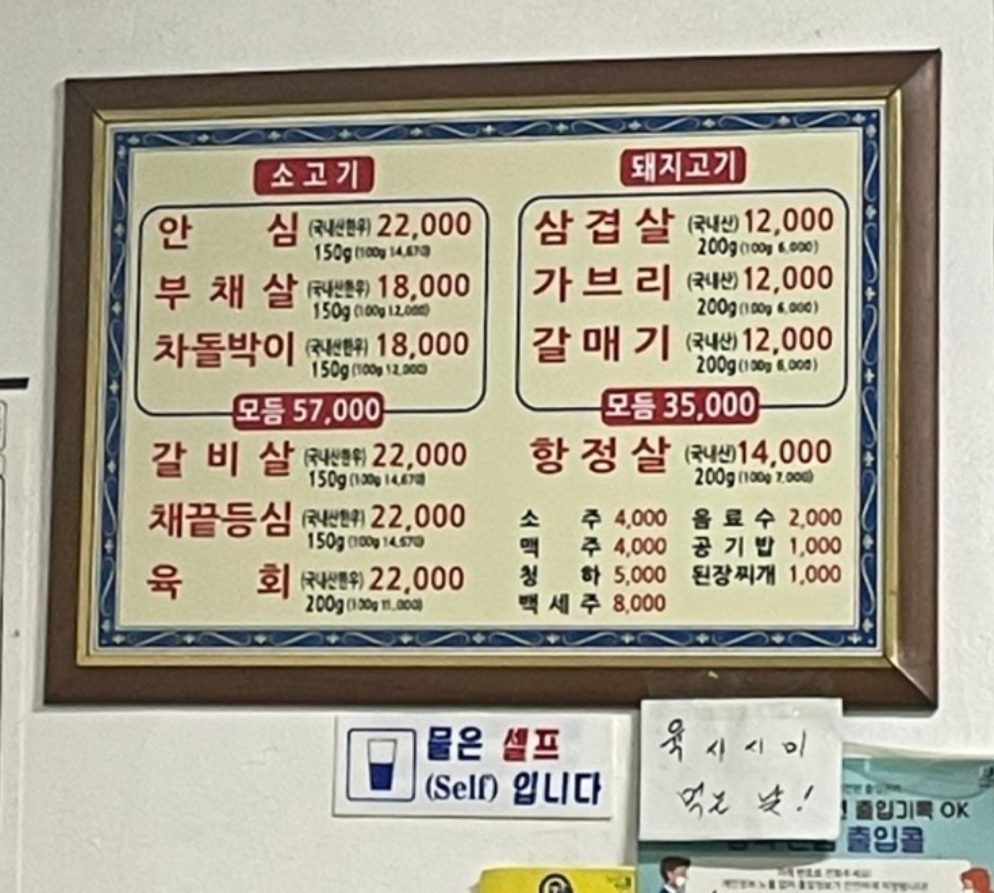 소고기
안심 (국내산한우) 22,000
150g (100g 14,670)
부채살 (국내산한우) 18,000
150g (100g 12,000)
차돌박이 (국내산한우) 18,000
150g (100g 12,000)
모듬 57,000
갈비살 (국내산한우) 22,000
150g (100g 14,670)
채끝등심 (국내산한우) 22,000
150g (100g 14,670)
육회 (국내산한우) 22,000
200g (100g 11,000)
돼지고기
삼겹살 (국내산) 12,000
200g (100g 6,000)
가브리 (국내산) 12,000
200g (100g 6,000)
갈매기 (국내산) 12,000
200g (100g 6,000)
모듬 35,000
항정살 (국내산) 14,000
200g (100g 7,000)
소주 4,000 음료수 2,000
맥주 4,000 공기밥 1,000
청하 5,000 된장찌개 1,000
백세주 8,000
물은 셀프
(Self) 입니다
육사시미
먹는 날!
출입기록 OK
출입콜